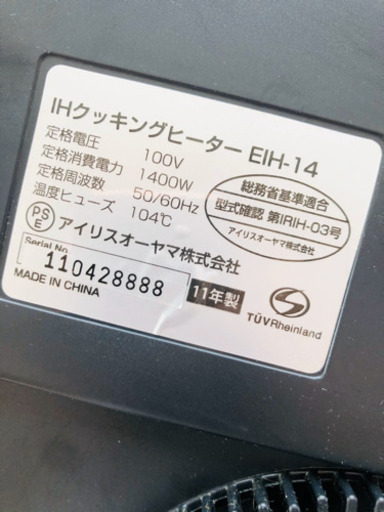 IHクッキングヒーター EIH-14
定格電圧 100V
定格消費電力 1400W
定格周波数 50/60Hz
温度ヒューズ 104℃
総務省基準適合
型式確認 第IRIH-03号
アイリスオーヤマ株式会社
PSE アイリスオーヤマ株式会社
Serial No.
110428888
11年製
MADE IN CHINA
TÜVRheinland